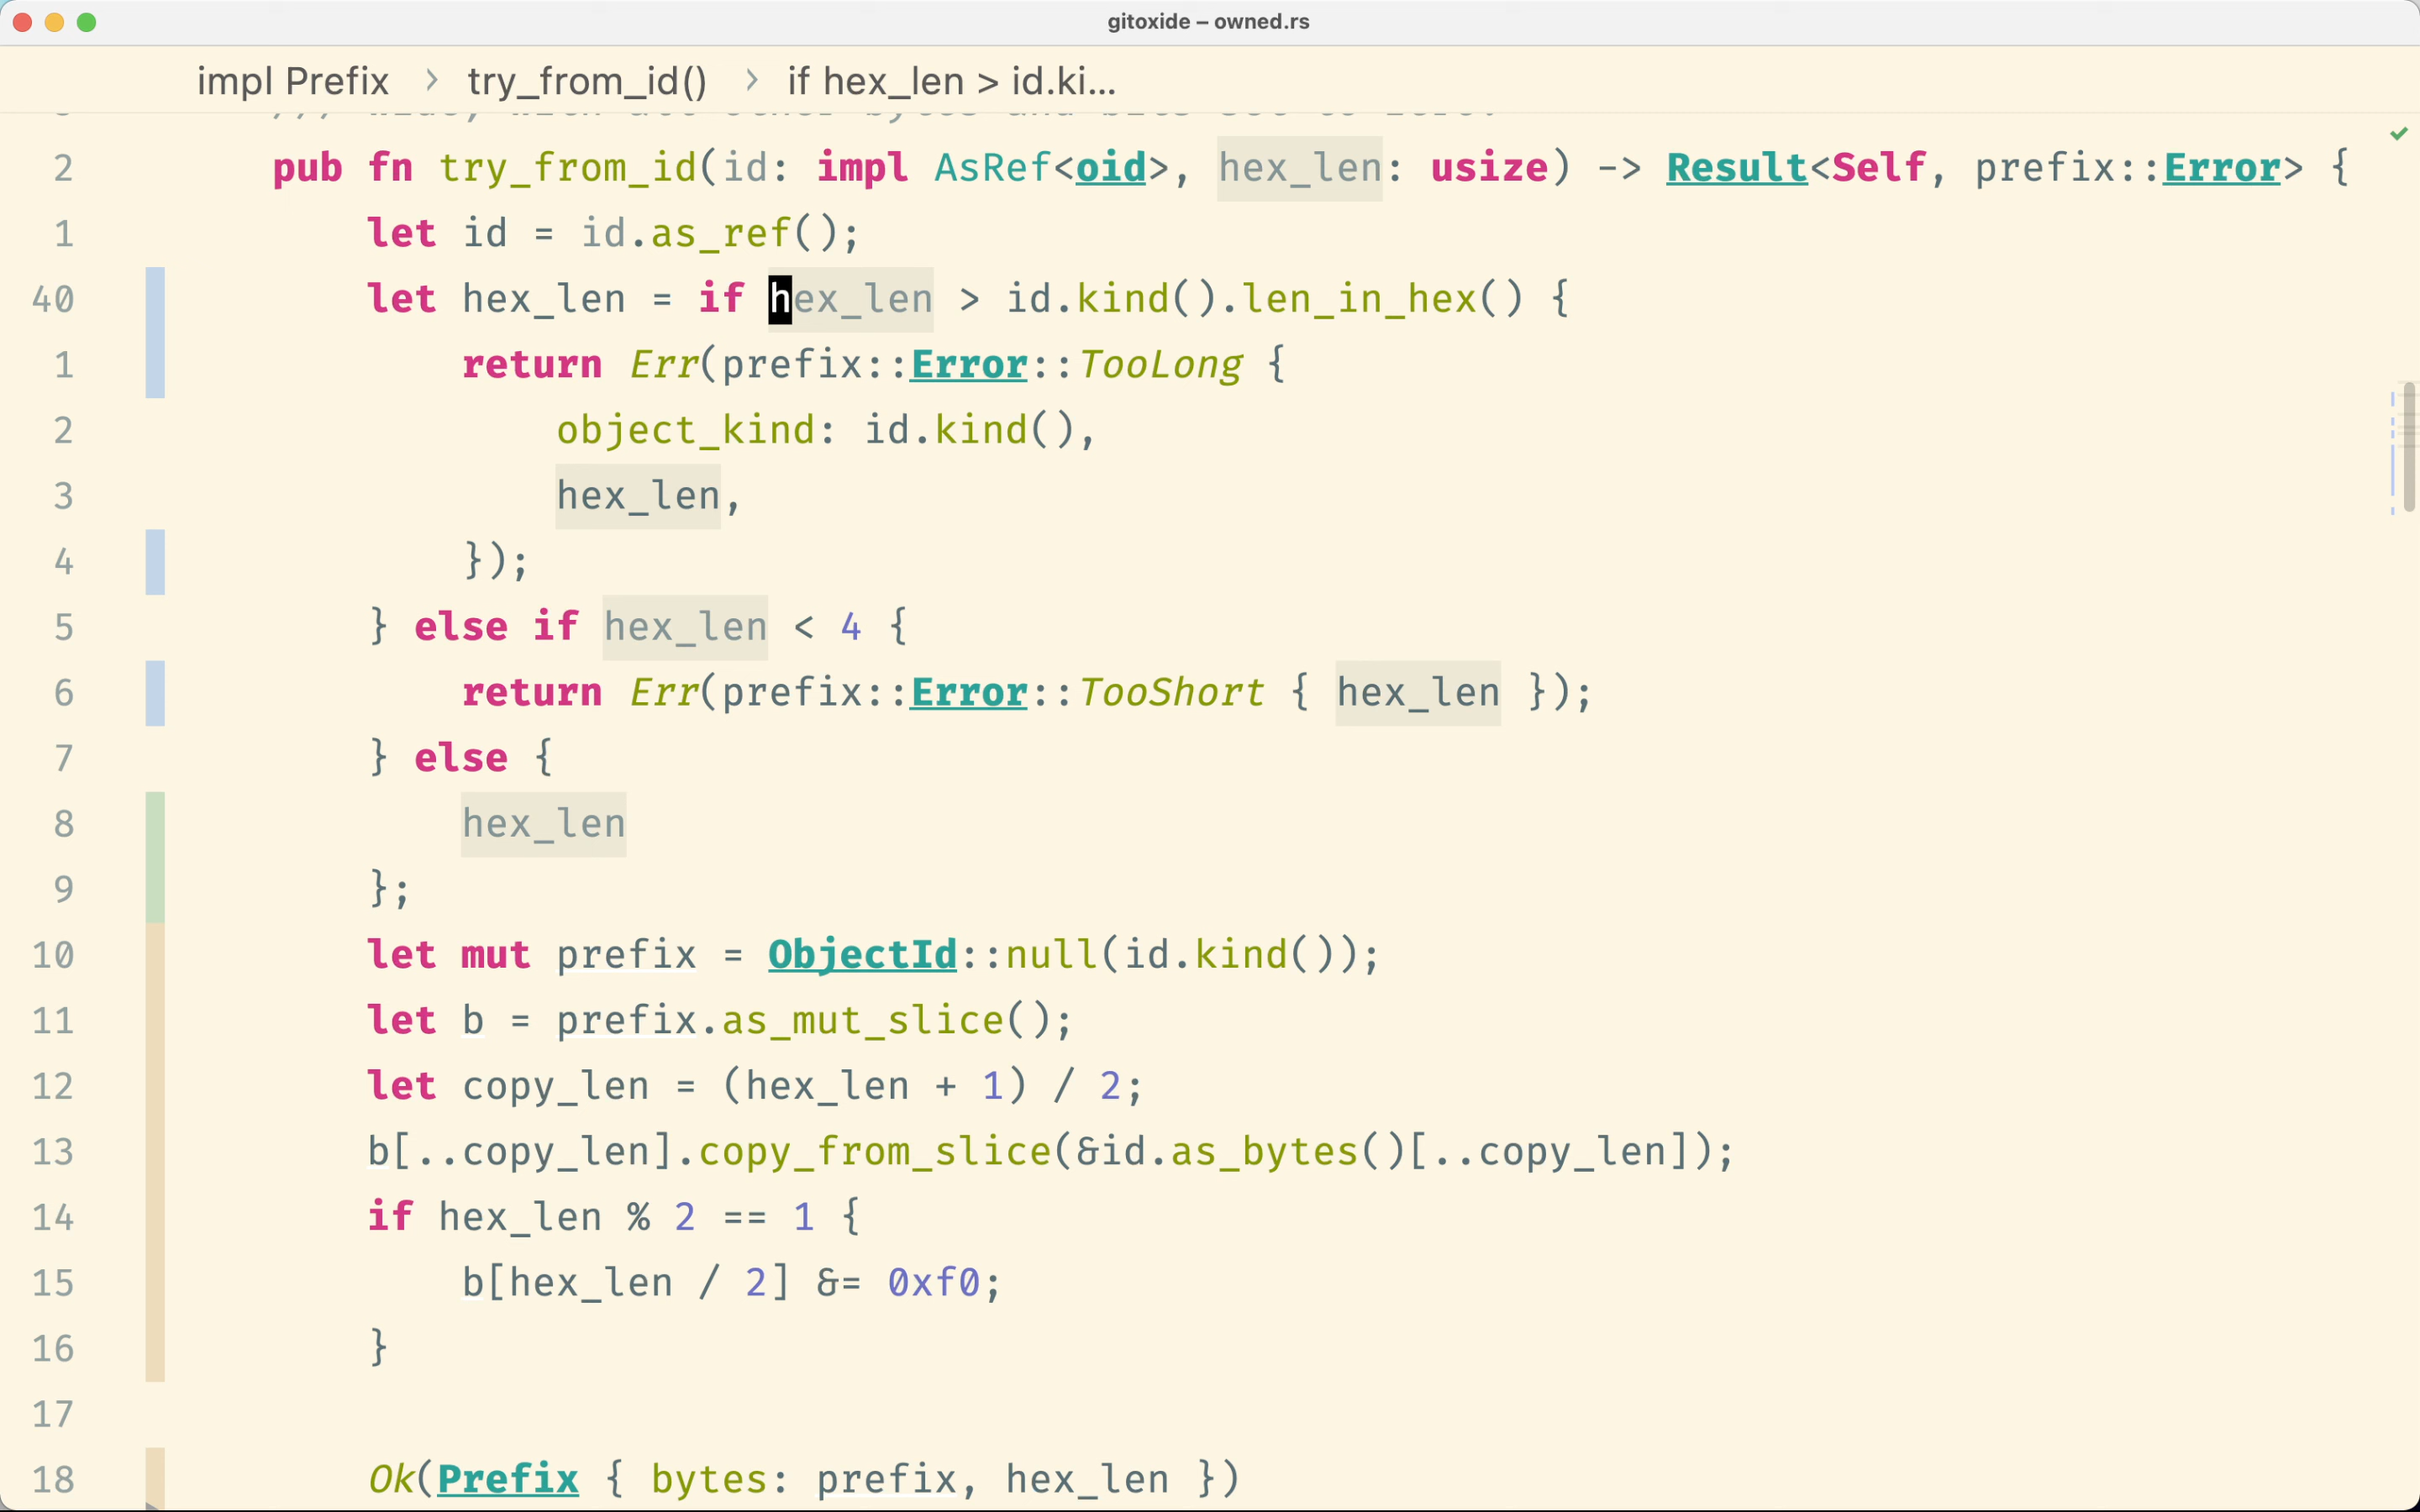 gitoxide – owned.rs
impl Prefix › try_from_id() › if hex_len > id.ki...
2 pub fn try_from_id(id: impl AsRef<oid>, hex_len: usize) -> Result<Self, prefix::Error> {
1 let id = id.as_ref();
40 let hex_len = if hex_len > id.kind().len_in_hex() {
1 return Err(prefix::Error::TooLong {
2 object_kind: id.kind(),
3 hex_len,
4 });
5 } else if hex_len < 4 {
6 return Err(prefix::Error::TooShort { hex_len });
7 } else {
8 hex_len
9 };
10 let mut prefix = ObjectId::null(id.kind());
11 let b = prefix.as_mut_slice();
12 let copy_len = (hex_len + 1) / 2;
13 b[..copy_len].copy_from_slice(&id.as_bytes()[..copy_len]);
14 if hex_len % 2 == 1 {
15 b[hex_len / 2] &= 0xf0;
16 }
17
18 Ok(Prefix { bytes: prefix, hex_len })